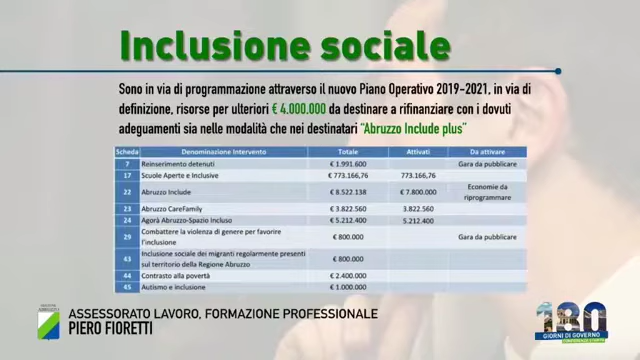 Inclusione sociale
Sono in via di programmazione attraverso il nuovo Piano Operativo 2019-2021, in via di
definizione, risorse per ulteriori € 4.000.000 da destinare a rifinanziare con i dovuti
adeguamenti sia nelle modalità che nei destinatari "Abruzzo Include plus"
Scheda Denominazione Intervento Totale Attivati Da attivare
7 Reinserimento detenuti € 1.991.600 Gara da pubblicare
17 Scuole Aperte e Inclusive € 773.166,76 773.166,76
22 Abruzzo Include € 8.522.138 € 7.800.000 Economie da
riprogrammare
23 Abruzzo CareFamily € 3.822.560 3.822.560
24 Agorà Abruzzo-Spazio Incluso € 5.212.400 5.212.400
29 Combattere la violenza di genere per favorire
l'inclusione € 800.000 Gara da pubblicare
43 Inclusione sociale dei migranti regolarmente presenti
sul territorio della Regione Abruzzo € 800.000
44 Contrasto alla povertà € 2.400.000
45 Autismo e inclusione € 1.000.000
ASSESSORATO LAVORO, FORMAZIONE PROFESSIONALE
PIERO FIORETTI
180
GIORNI DI GOVERNO